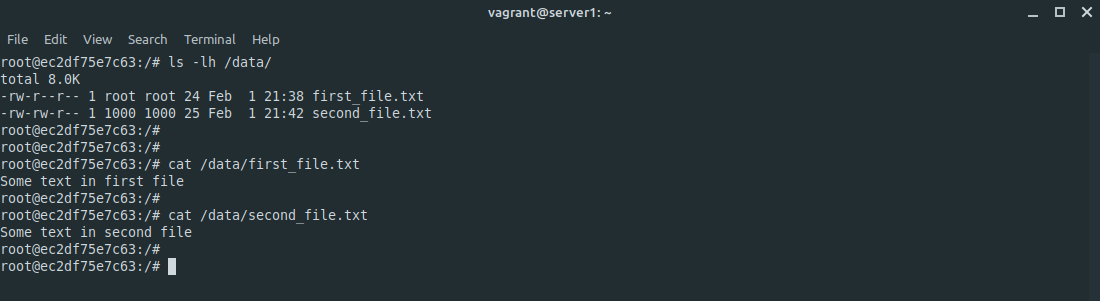 vagrant@server1: ~
File Edit View Search Terminal Help
root@ec2df75e7c63:/# ls -lh /data/
total 8.0K
-rw-r--r-- 1 root root 24 Feb  1 21:38 first_file.txt
-rw-rw-r-- 1 1000 1000 25 Feb  1 21:42 second_file.txt
root@ec2df75e7c63:/#
root@ec2df75e7c63:/#
root@ec2df75e7c63:/# cat /data/first_file.txt
Some text in first file
root@ec2df75e7c63:/#
root@ec2df75e7c63:/# cat /data/second_file.txt
Some text in second file
root@ec2df75e7c63:/#
root@ec2df75e7c63:/#